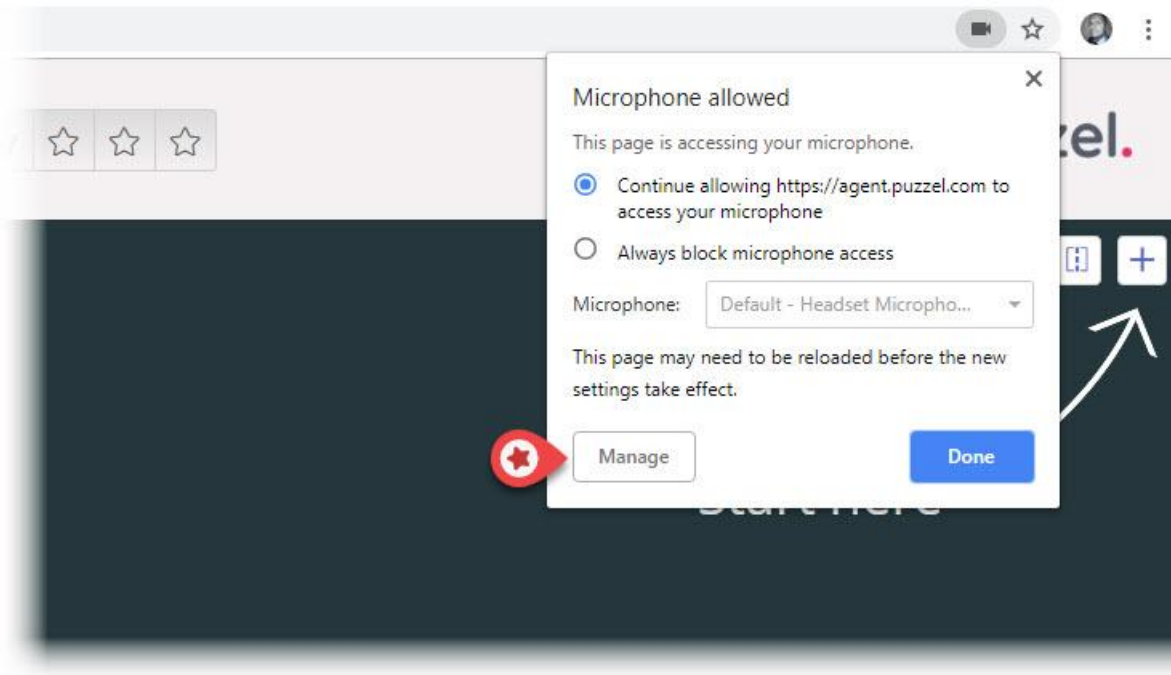 Microphone allowed
zel.
This page is accessing your microphone.
Continue allowing https://agent.puzzel.com to
access your microphone
Always block microphone access
Microphone: Default - Headset Micropho...
This page may need to be reloaded before the new
settings take effect.
Manage Done
Start here